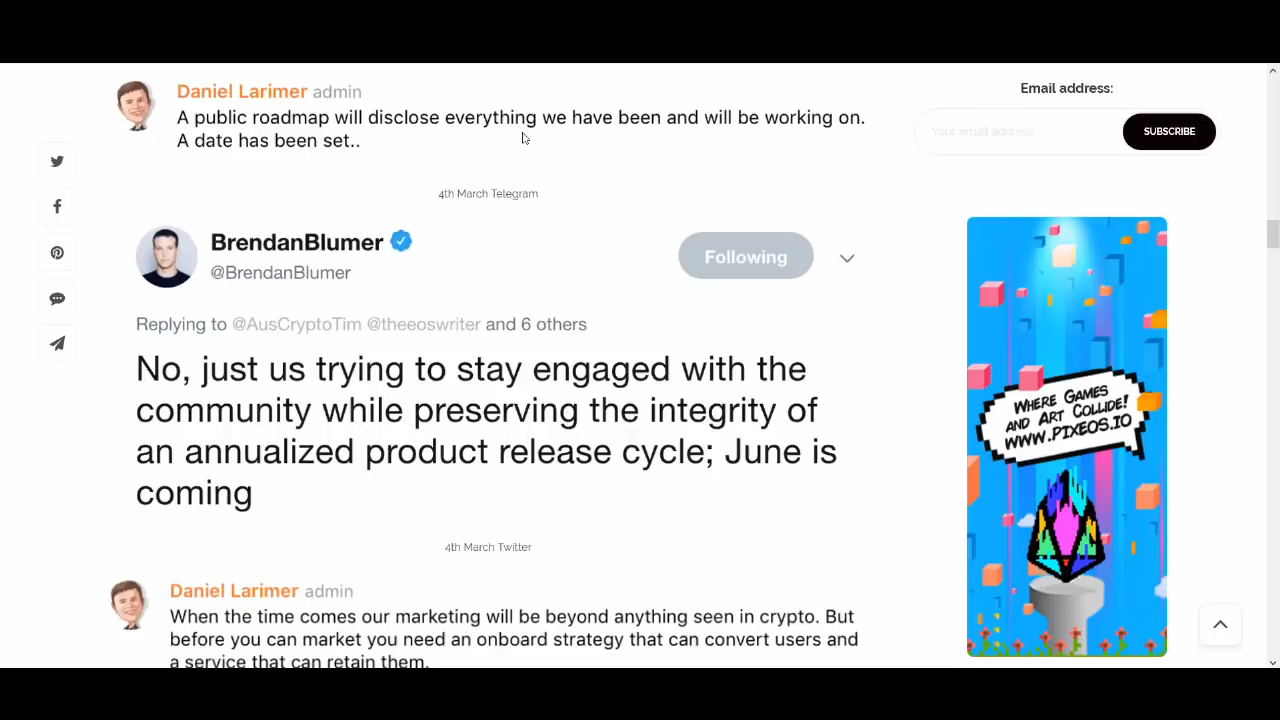 Daniel Larimer admin
A public roadmap will disclose everything we have been and will be working on.
A date has been set..
4th March Telegram
BrendanBlumer
@BrendanBlumer
Following
Replying to @AusCryptoTim @theeoswriter and 6 others
No, just us trying to stay engaged with the
community while preserving the integrity of
an annualized product release cycle; June is
coming
4th March Twitter
Daniel Larimer admin
When the time comes our marketing will be beyond anything seen in crypto. But
before you can market you need an onboard strategy that can convert users and
a service that can retain them.
Email address:
Your email address
SUBSCRIBE
WHERE GAMES
AND ART COLLIDE!
WWW.PIXEOS.IO